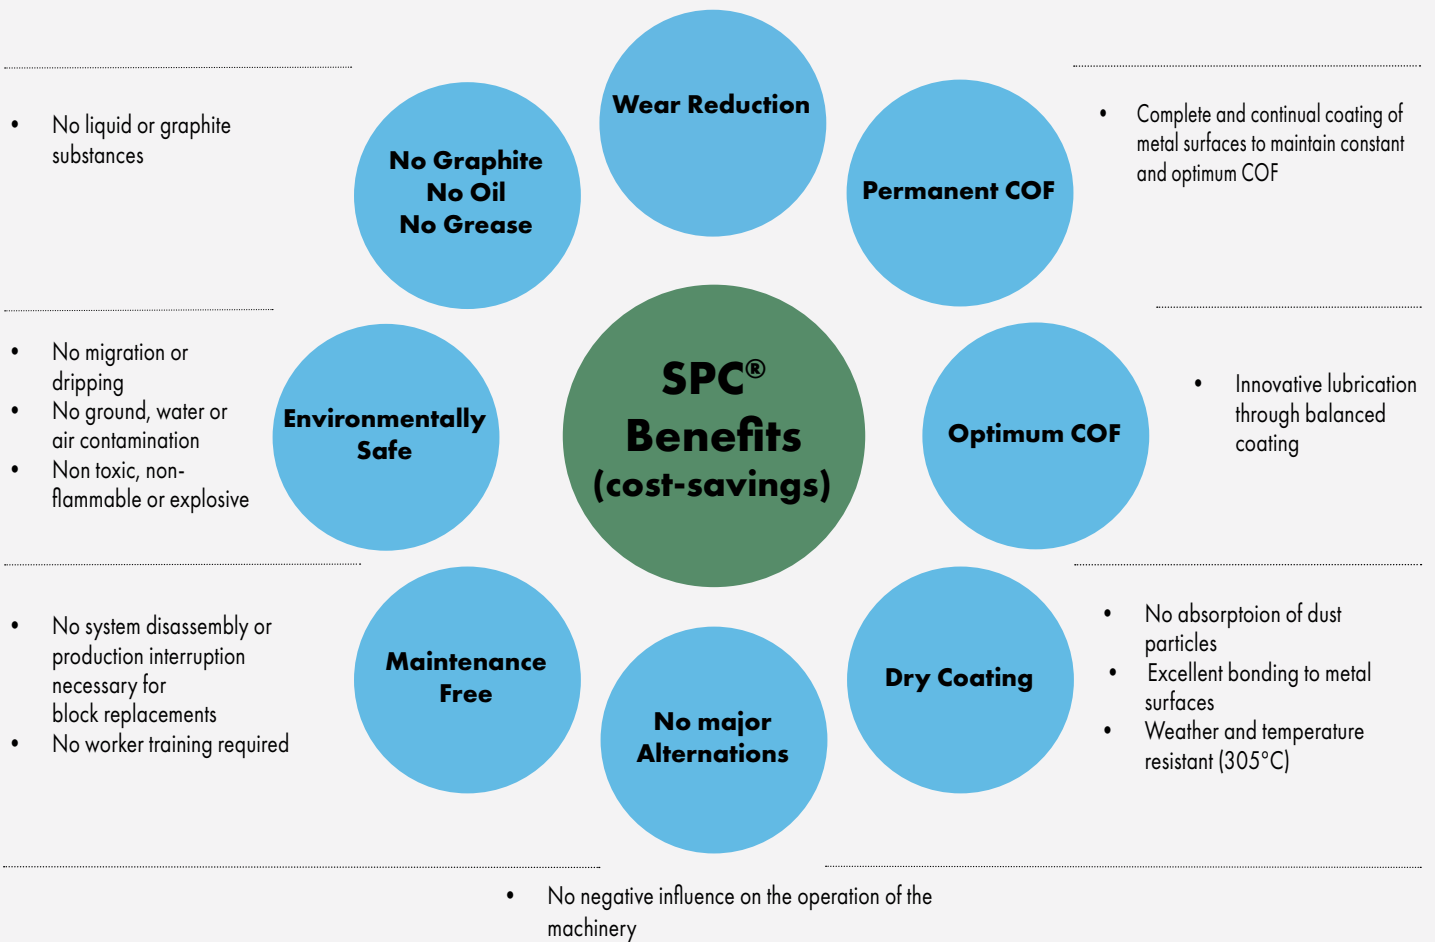 Wear Reduction
• No liquid or graphite
substances
No Graphite
No Oil
No Grease
Permanent COF
• Complete and continual coating of
metal surfaces to maintain constant
and optimum COF
• No migration or
dripping
• No ground, water or
air contamination
• Non toxic, non-
flammable or explosive
Environmentally
Safe
SPC®
Benefits
(cost-savings)
Optimum COF
• Innovative lubrication
through balanced
coating
• No system disassembly or
production interruption
necessary for
block replacements
• No worker training required
Maintenance
Free
No major
Alternations
Dry Coating
• No absorptoion of dust
particles
• Excellent bonding to metal
surfaces
• Weather and temperature
resistant (305°C)
• No negative influence on the operation of the
machinery